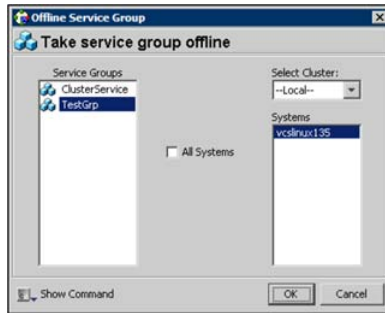 Offline Service Group
Take service group offline
Service Groups
ClusterService
TestGrp
All Systems
Select Cluster:
--Local--
Systems
vcslinux135
Show Command
OK
Cancel